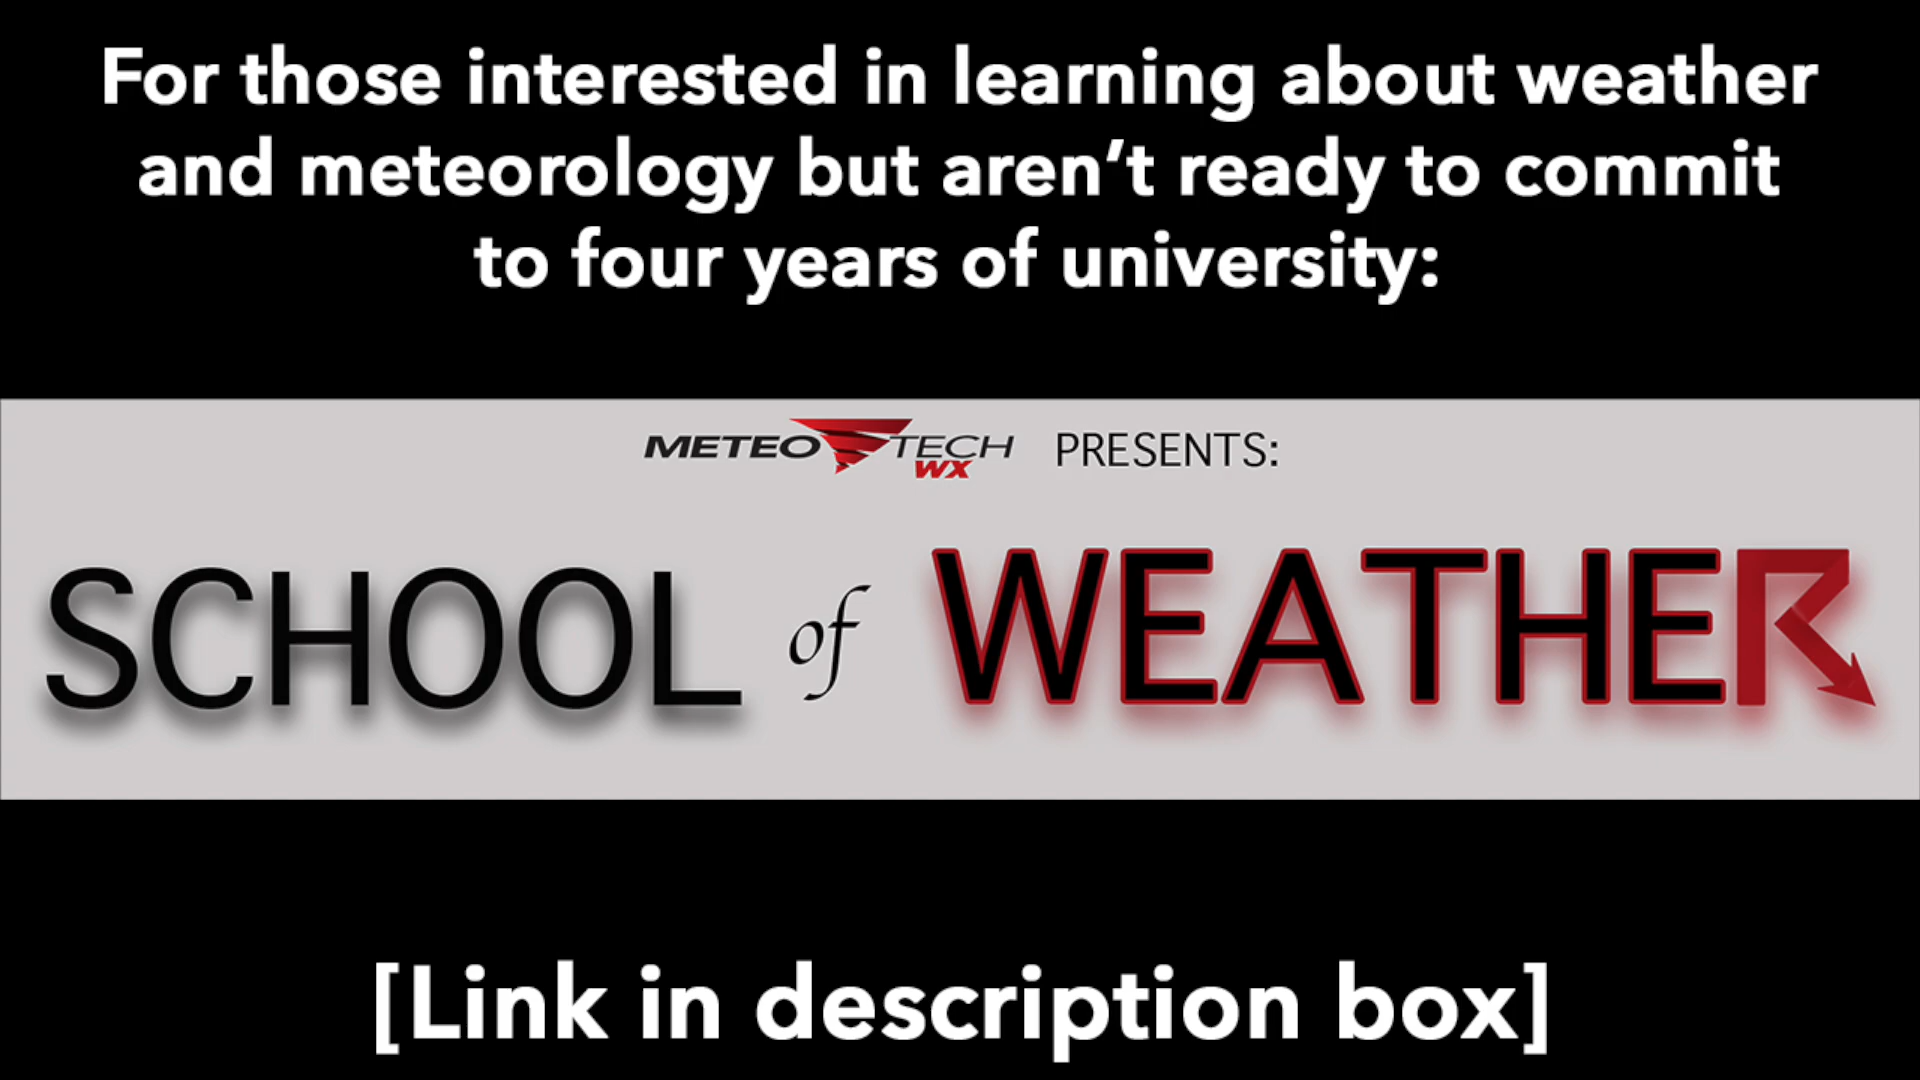 For those interested in learning about weather
and meteorology but aren’t ready to commit
to four years of university:
METEO TECH WX PRESENTS:
SCHOOL of WEATHER
[Link in description box]